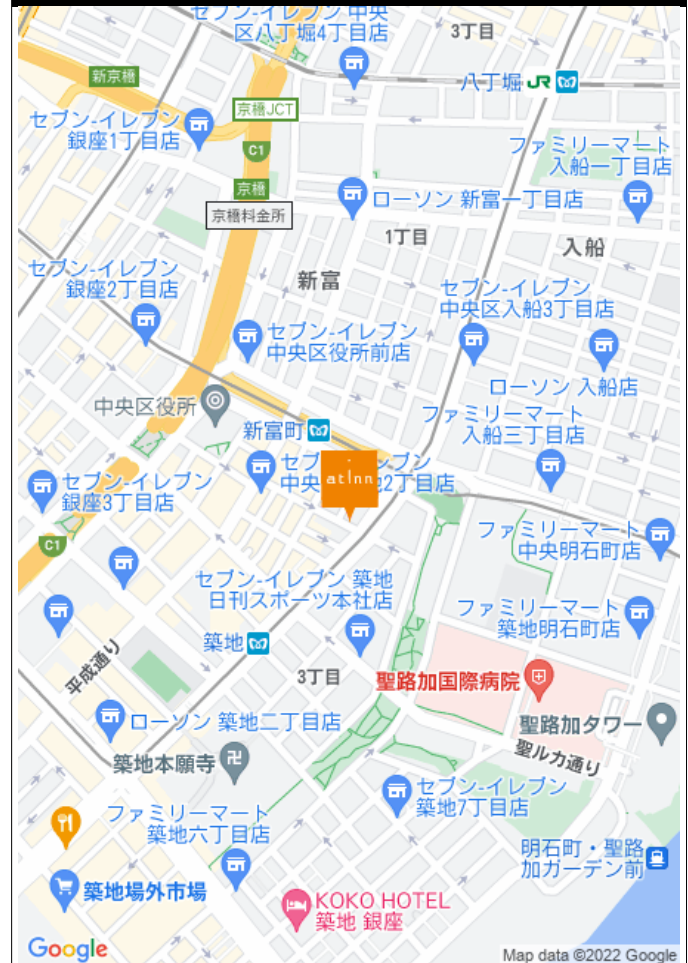 セブン-イレブン 中央
区八丁堀4丁目店
3丁目
八丁堀 JR
新京橋
京橋JCT
セブン-イレブン
銀座1丁目店
C1
ファミリーマート
入船一丁目店
京橋
京橋料金所
ローソン 新富一丁目店
1丁目
入船
セブン-イレブン
銀座2丁目店
新富
セブン-イレブン
中央区入船3丁目店
セブン-イレブン
中央区役所前店
ローソン 入船店
中央区役所
ファミリーマート
入船三丁目店
新富町
セブ
レブン
中央
2丁目店
at Inn
セブン-イレブン
銀座3丁目店
C1
ファミリーマート
中央明石町店
セブン-イレブン 築地
日刊スポーツ本社店
ファミリーマート
築地明石町店
築地
平成通り
3丁目
聖路加国際病院
ローソン 築地二丁目店
聖路加タワー
聖ルカ通り
築地本願寺
セブン-イレブン
築地7丁目店
ファミリーマート
築地六丁目店
明石町・聖路
加ガーデン前
築地場外市場
KOKO HOTEL
築地 銀座
Google
Map data ©2022 Google